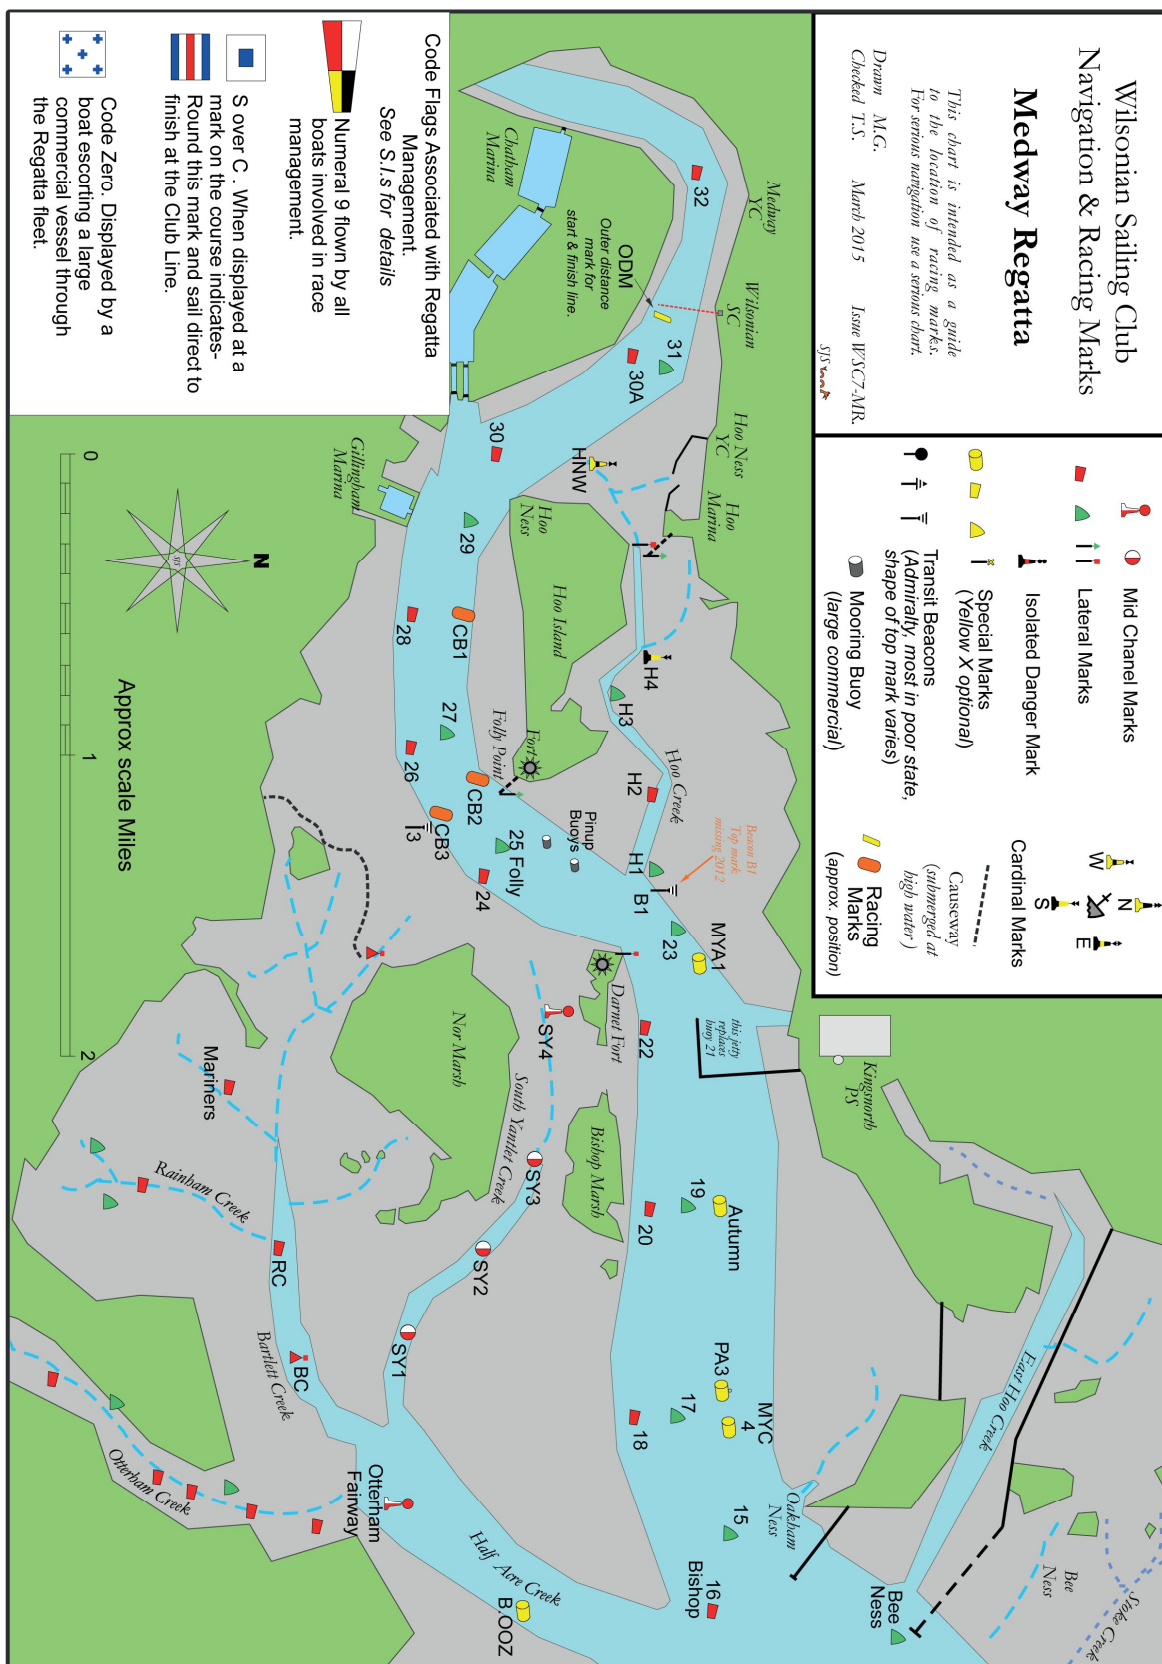 Wilsonian Sailing Club
Navigation & Racing Marks
Medway Regatta
This chart is intended as a guide
to the location of racing marks.
For serious navigation use a serious chart.
Drawn M.G.
Checked T.S. March 2015 Issue WSC7-MR.
SJS
Mid Chanel Marks
Lateral Marks
Isolated Danger Mark
Special Marks
(Yellow X optional)
Transit Beacons
(Admiralty, most in poor state,
shape of top mark varies)
Mooring Buoy
(large commercial)
N
W
E
S
Cardinal Marks
Causeway
(submerged at
high water)
Racing
Marks
(approx. position)
Medway
YC
32
Wilsonian
SC
Chatham
Marina
ODM
Outer distance
mark for
start & finish line.
31
30A
Hoo Ness
YC
Hoo
Marina
30
HNW
Gillingham
Marina
Hoo
Ness
29
Hoo Island
28
CB1
H4
H3
27
Folly
Point
Fort
26
CB2
Hoo Creek
H2
CB3
3
25 Folly
Pinup
Buoys
24
H1
B1
Beacon B1
Top mark
missing 2012
23
MYA1
Darnet Fort
22
this jetty
replaces
buoy 21
Kingsnorth
PS
Nor Marsh
SY4
South Yantlet Creek
Bishop Marsh
SY3
19
Autumn
20
SY2
SY1
Mariners
Rainham Creek
RC
Bartlett Creek
BC
PA3
MYC
4
17
18
East Hoo Creek
Oakham
Ness
15
16
Bishop
Bee
Ness
Bee
Ness
Stoke Creek
Otterham Creek
Otterham
Fairway
Half Acre Creek
B.OOZ
N
SJS
0
1
2
Approx scale Miles
Code Flags Associated with Regatta
Management.
See S.I.s for details
Numeral 9 flown by all
boats involved in race
management.
S over C . When displayed at a
mark on the course indicates-
Round this mark and sail direct to
finish at the Club Line.
Code Zero. Displayed by a
boat escorting a large
commercial vessel through
the Regatta fleet.